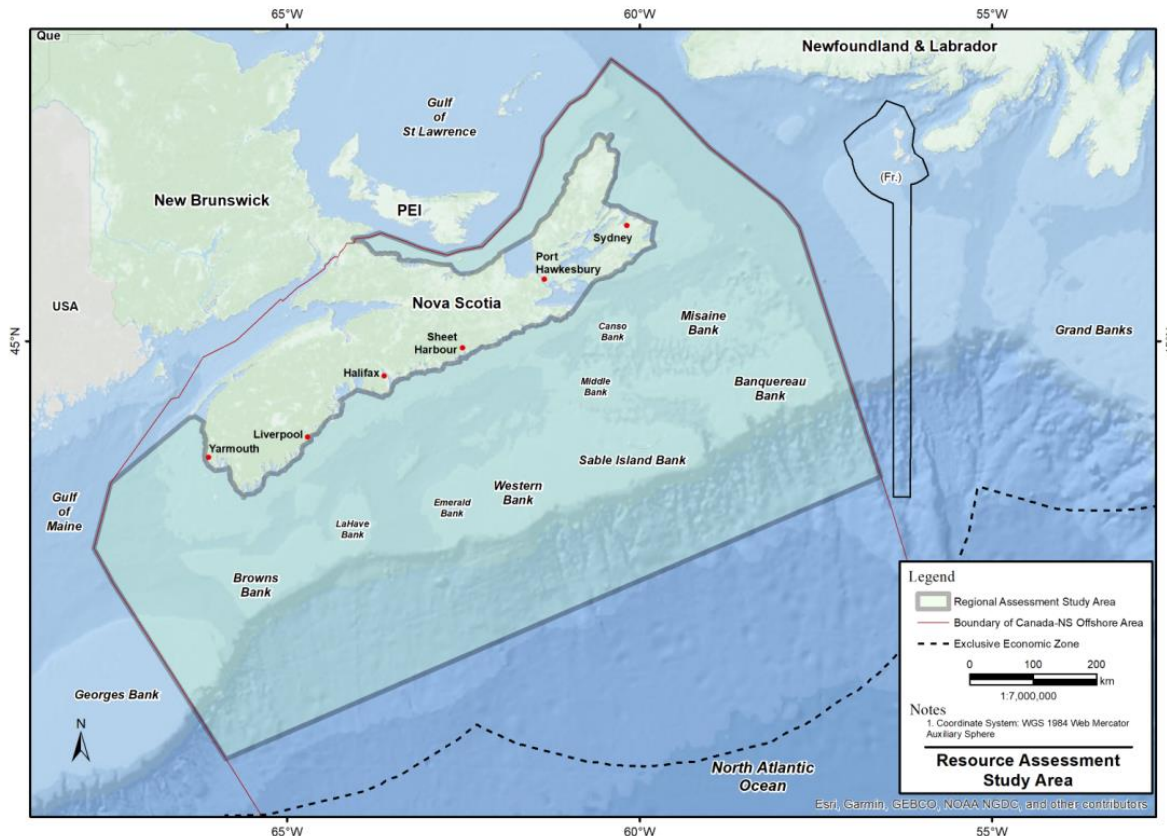 65°W
60°W
55°W
Que
Newfoundland & Labrador
Gulf
of
St Lawrence
New Brunswick
PEI
(Fr.)
Sydney
Port
Hawkesbury
USA
Nova Scotia
Misaine
Bank
Canso
Bank
Grand Banks
45°N
Sheet
Harbour
Halifax
Middle
Bank
Banquereau
Bank
Liverpool
Yarmouth
Sable Island Bank
Gulf
of
Maine
Western
Bank
Emerald
Bank
LaHave
Bank
Browns
Bank
Georges Bank
N
North Atlantic
Ocean
Legend
Regional Assessment Study Area
Boundary of Canada-NS Offshore Area
Exclusive Economic Zone
0 100 200
km
1:7,000,000
Notes
1. Coordinate System: WGS 1984 Web Mercator
Auxiliary Sphere
Resource Assessment
Study Area
Esri, Garmin, GEBCO, NOAA NGDC, and other contributors
65°W
60°W
55°W